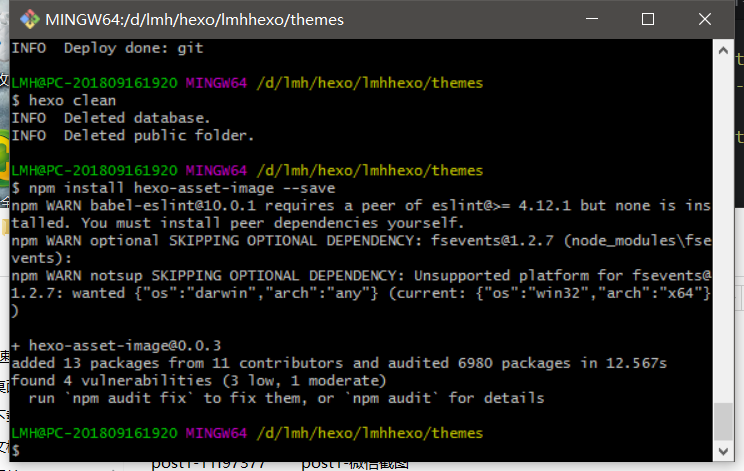 MINGW64:/d/lmh/hexo/lmhhexo/themes
INFO  Deploy done: git
LMH@PC-201809161920 MINGW64 /d/lmh/hexo/lmhhexo/themes
$ hexo clean
INFO  Deleted database.
INFO  Deleted public folder.
LMH@PC-201809161920 MINGW64 /d/lmh/hexo/lmhhexo/themes
$ npm install hexo-asset-image --save
npm WARN babel-eslint@10.0.1 requires a peer of eslint@>= 4.12.1 but none is ins
talled. You must install peer dependencies yourself.
npm WARN optional SKIPPING OPTIONAL DEPENDENCY: fsevents@1.2.7 (node_modules\fse
vents):
npm WARN notsup SKIPPING OPTIONAL DEPENDENCY: Unsupported platform for fsevents@
1.2.7: wanted {"os":"darwin","arch":"any"} (current: {"os":"win32","arch":"x64"}
)
+ hexo-asset-image@0.0.3
added 13 packages from 11 contributors and audited 6980 packages in 12.567s
found 4 vulnerabilities (3 low, 1 moderate)
  run `npm audit fix` to fix them, or `npm audit` for details
LMH@PC-201809161920 MINGW64 /d/lmh/hexo/lmhhexo/themes
$